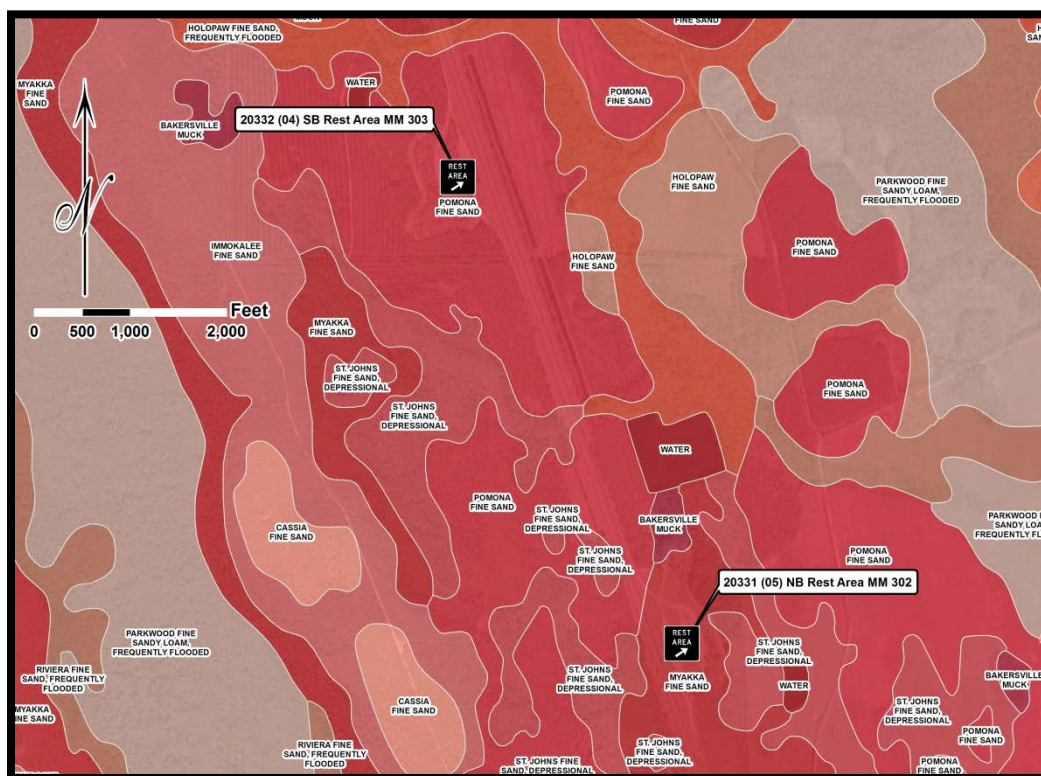 MUCK
HOLOPAW FINE SAND,
FREQUENTLY FLOODED
FINE SAND
MYAKKA
FINE
SAND
WATER
BAKERSVILLE
MUCK
20332 (04) SB Rest Area MM 303
REST
AREA
POMONA
FINE SAND
POMONA
FINE SAND
HOLOPAW
FINE SAND
PARKWOOD FINE
SANDY LOAM,
FREQUENTLY FLOODED
N
IMMOKALEE
FINE SAND
HOLOPAW
FINE SAND
POMONA
FINE SAND
Feet
0 500 1,000 2,000
MYAKKA
FINE SAND
ST. JOHNS
FINE SAND,
DEPRESSIONAL
ST. JOHNS
FINE SAND,
DEPRESSIONAL
POMONA
FINE SAND
WATER
POMONA
FINE SAND
ST. JOHNS
FINE SAND,
DEPRESSIONAL
BAKERSVILLE
MUCK
CASSIA
FINE SAND
ST. JOHNS
FINE SAND,
DEPRESSIONAL
PARKWOOD
SANDY LOAM,
FREQUENTLY
POMONA
FINE SAND
20331 (05) NB Rest Area MM 302
REST
AREA
MYAKKA
FINE SAND
PARKWOOD FINE
SANDY LOAM,
FREQUENTLY FLOODED
RIVIERA FINE
SAND, FREQUENTLY
FLOODED
MYAKKA
FINE SAND
CASSIA
FINE SAND
ST. JOHNS
FINE SAND,
DEPRESSIONAL
ST. JOHNS
FINE SAND,
DEPRESSIONAL
WATER
BAKERSVILLE
MUCK
ST. JOHNS
FINE SAND,
DEPRESSIONAL
POMONA
FINE SAND
RIVIERA FINE
SAND, FREQUENTLY
FLOODED
ST. JOHNS FINE
SAND, DEPRESSIONAL
ST. JOHNS
FINE SAND,
DEPRESSIONAL
POMONA
FINE SAND